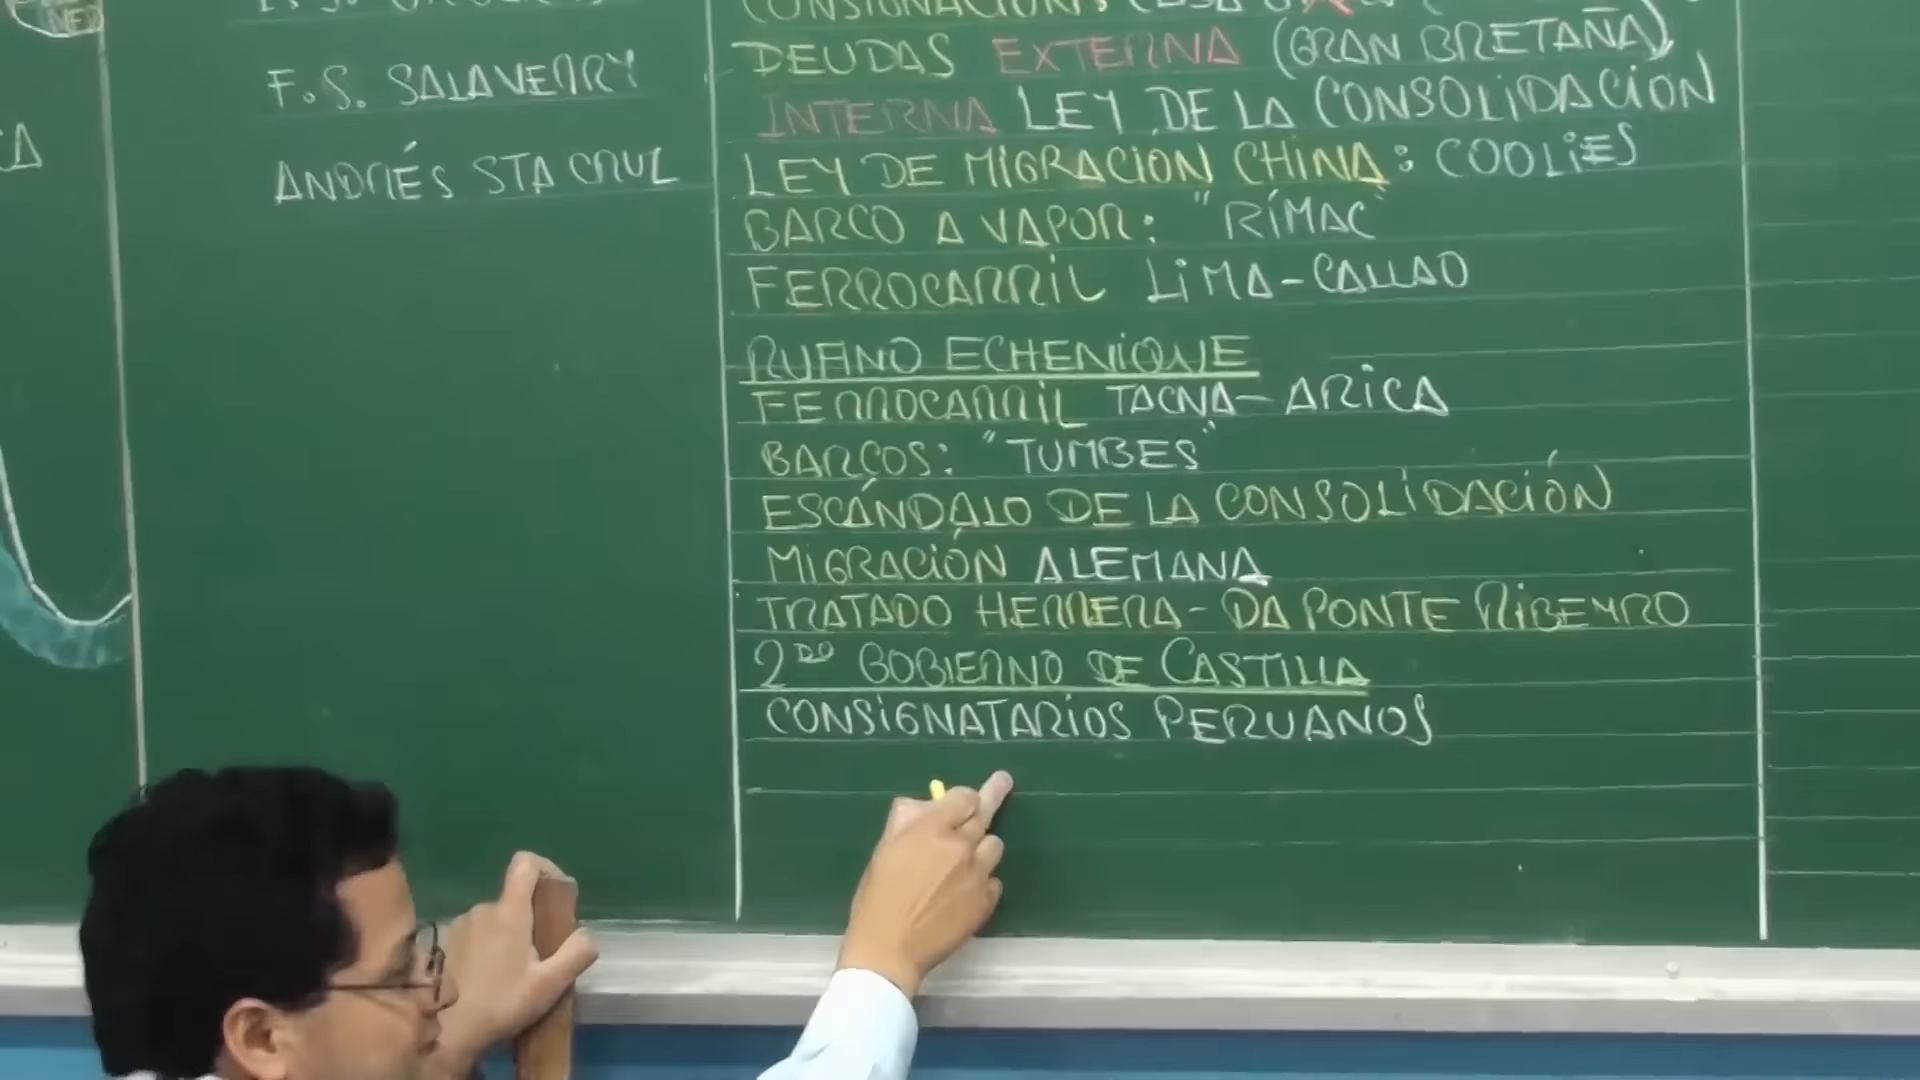 F.S. SALAVERRY
ANDRÉS STA CRUZ
DEUDAS EXTERNA (GRAN BRETAÑA)
INTERNA LEY DE LA CONSOLIDACION
LEY DE MIGRACION CHINA: COOLIES
BARCO A VAPOR: "RÍMAC"
FERROCARRIL LIMA-CALLAO
RUFINO ECHENIQUE
FERROCARRIL TACNA-ARICA
BARCOS: "TUMBES"
ESCÁNDALO DE LA CONSOLIDACIÓN
MIGRACIÓN ALEMANA
TRATADO HERRERA-DA PONTE RIBEYRO
2DO GOBIERNO DE CASTILLA
CONSIGNATARIOS PERUANOS